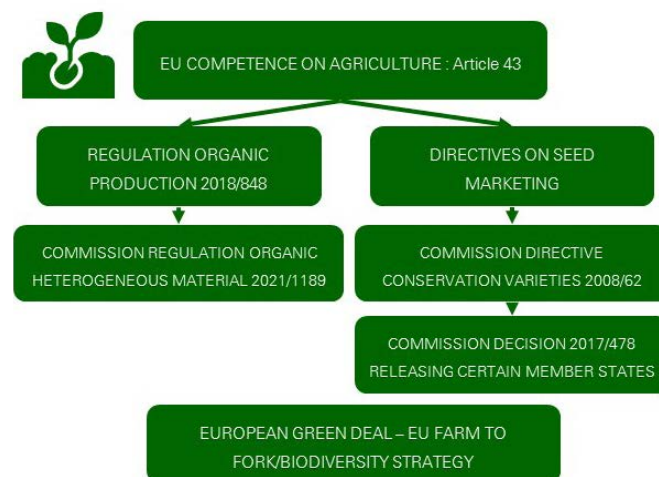 EU COMPETENCE ON AGRICULTURE : Article 43
REGULATION ORGANIC
PRODUCTION 2018/848
DIRECTIVES ON SEED
MARKETING
COMMISSION REGULATION ORGANIC
HETEROGENEOUS MATERIAL 2021/1189
COMMISSION DIRECTIVE
CONSERVATION VARIETIES 2008/62
COMMISSION DECISION 2017/478
RELEASING CERTAIN MEMBER STATES
EUROPEAN GREEN DEAL – EU FARM TO
FORK/BIODIVERSITY STRATEGY